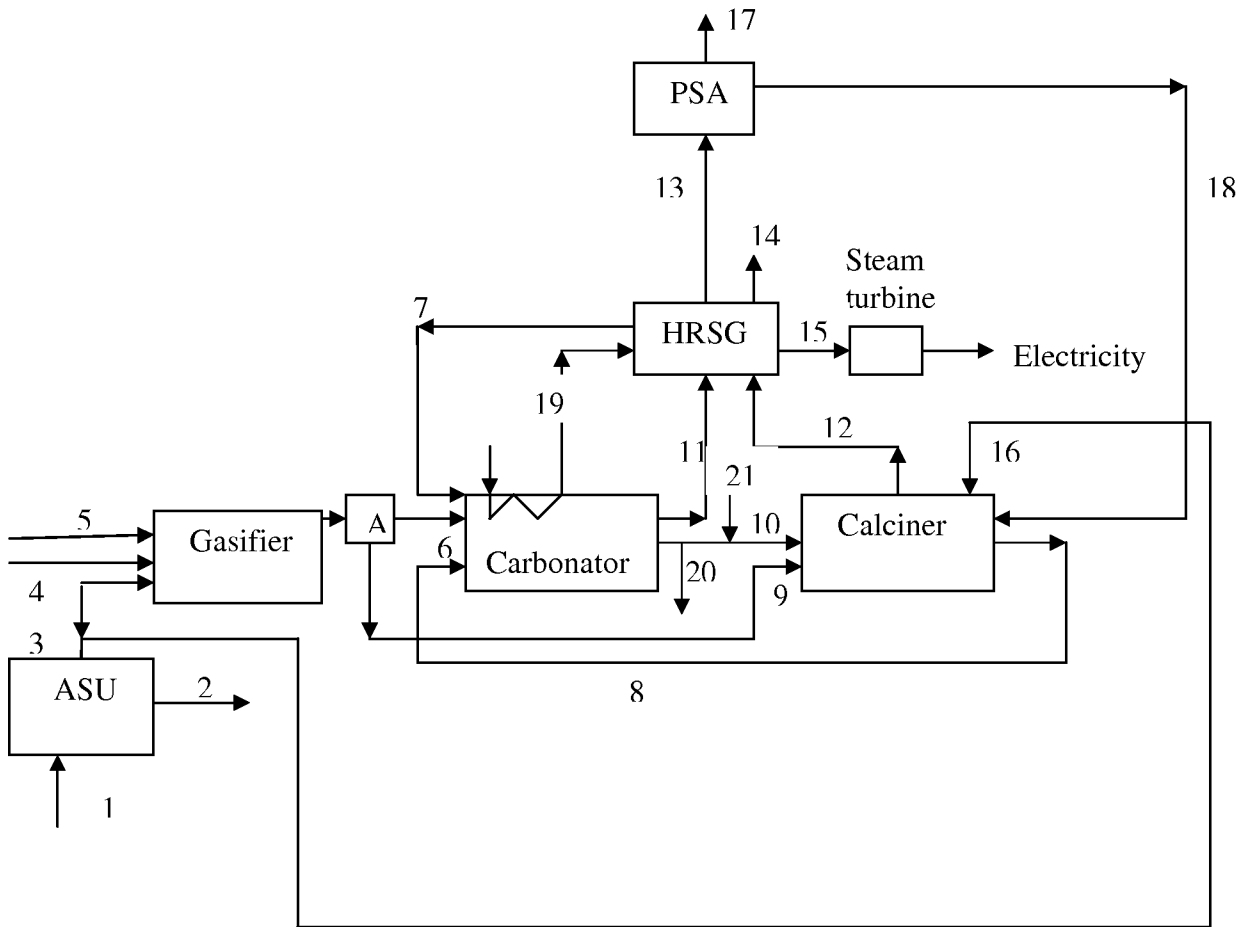 17
PSA
13
18
14
Steam
turbine
7
HRSG
15
Electricity
19
11
12
16
21
5
Gasifier
A
6
Carbonator
10
Calciner
4
20
9
3
ASU
2
8
1